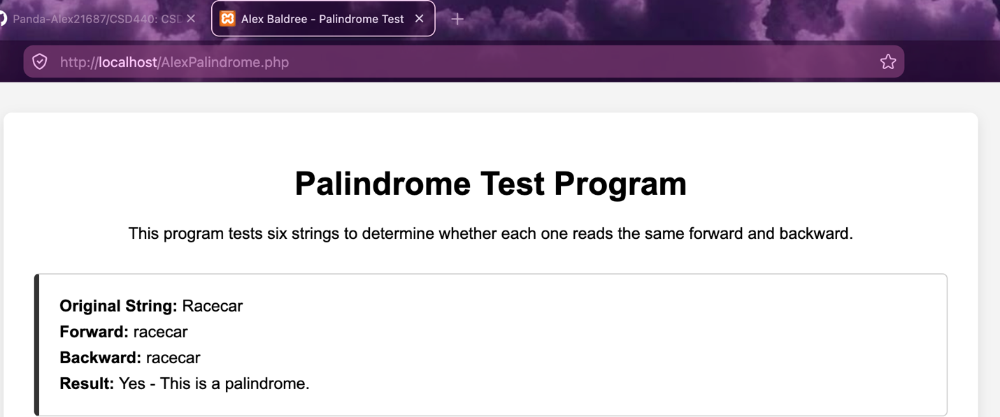 Panda-Alex21687/CSD440: CSD
Alex Baldree - Palindrome Test
http://localhost/AlexPalindrome.php
Palindrome Test Program
This program tests six strings to determine whether each one reads the same forward and backward.
Original String: Racecar
Forward: racecar
Backward: racecar
Result: Yes - This is a palindrome.